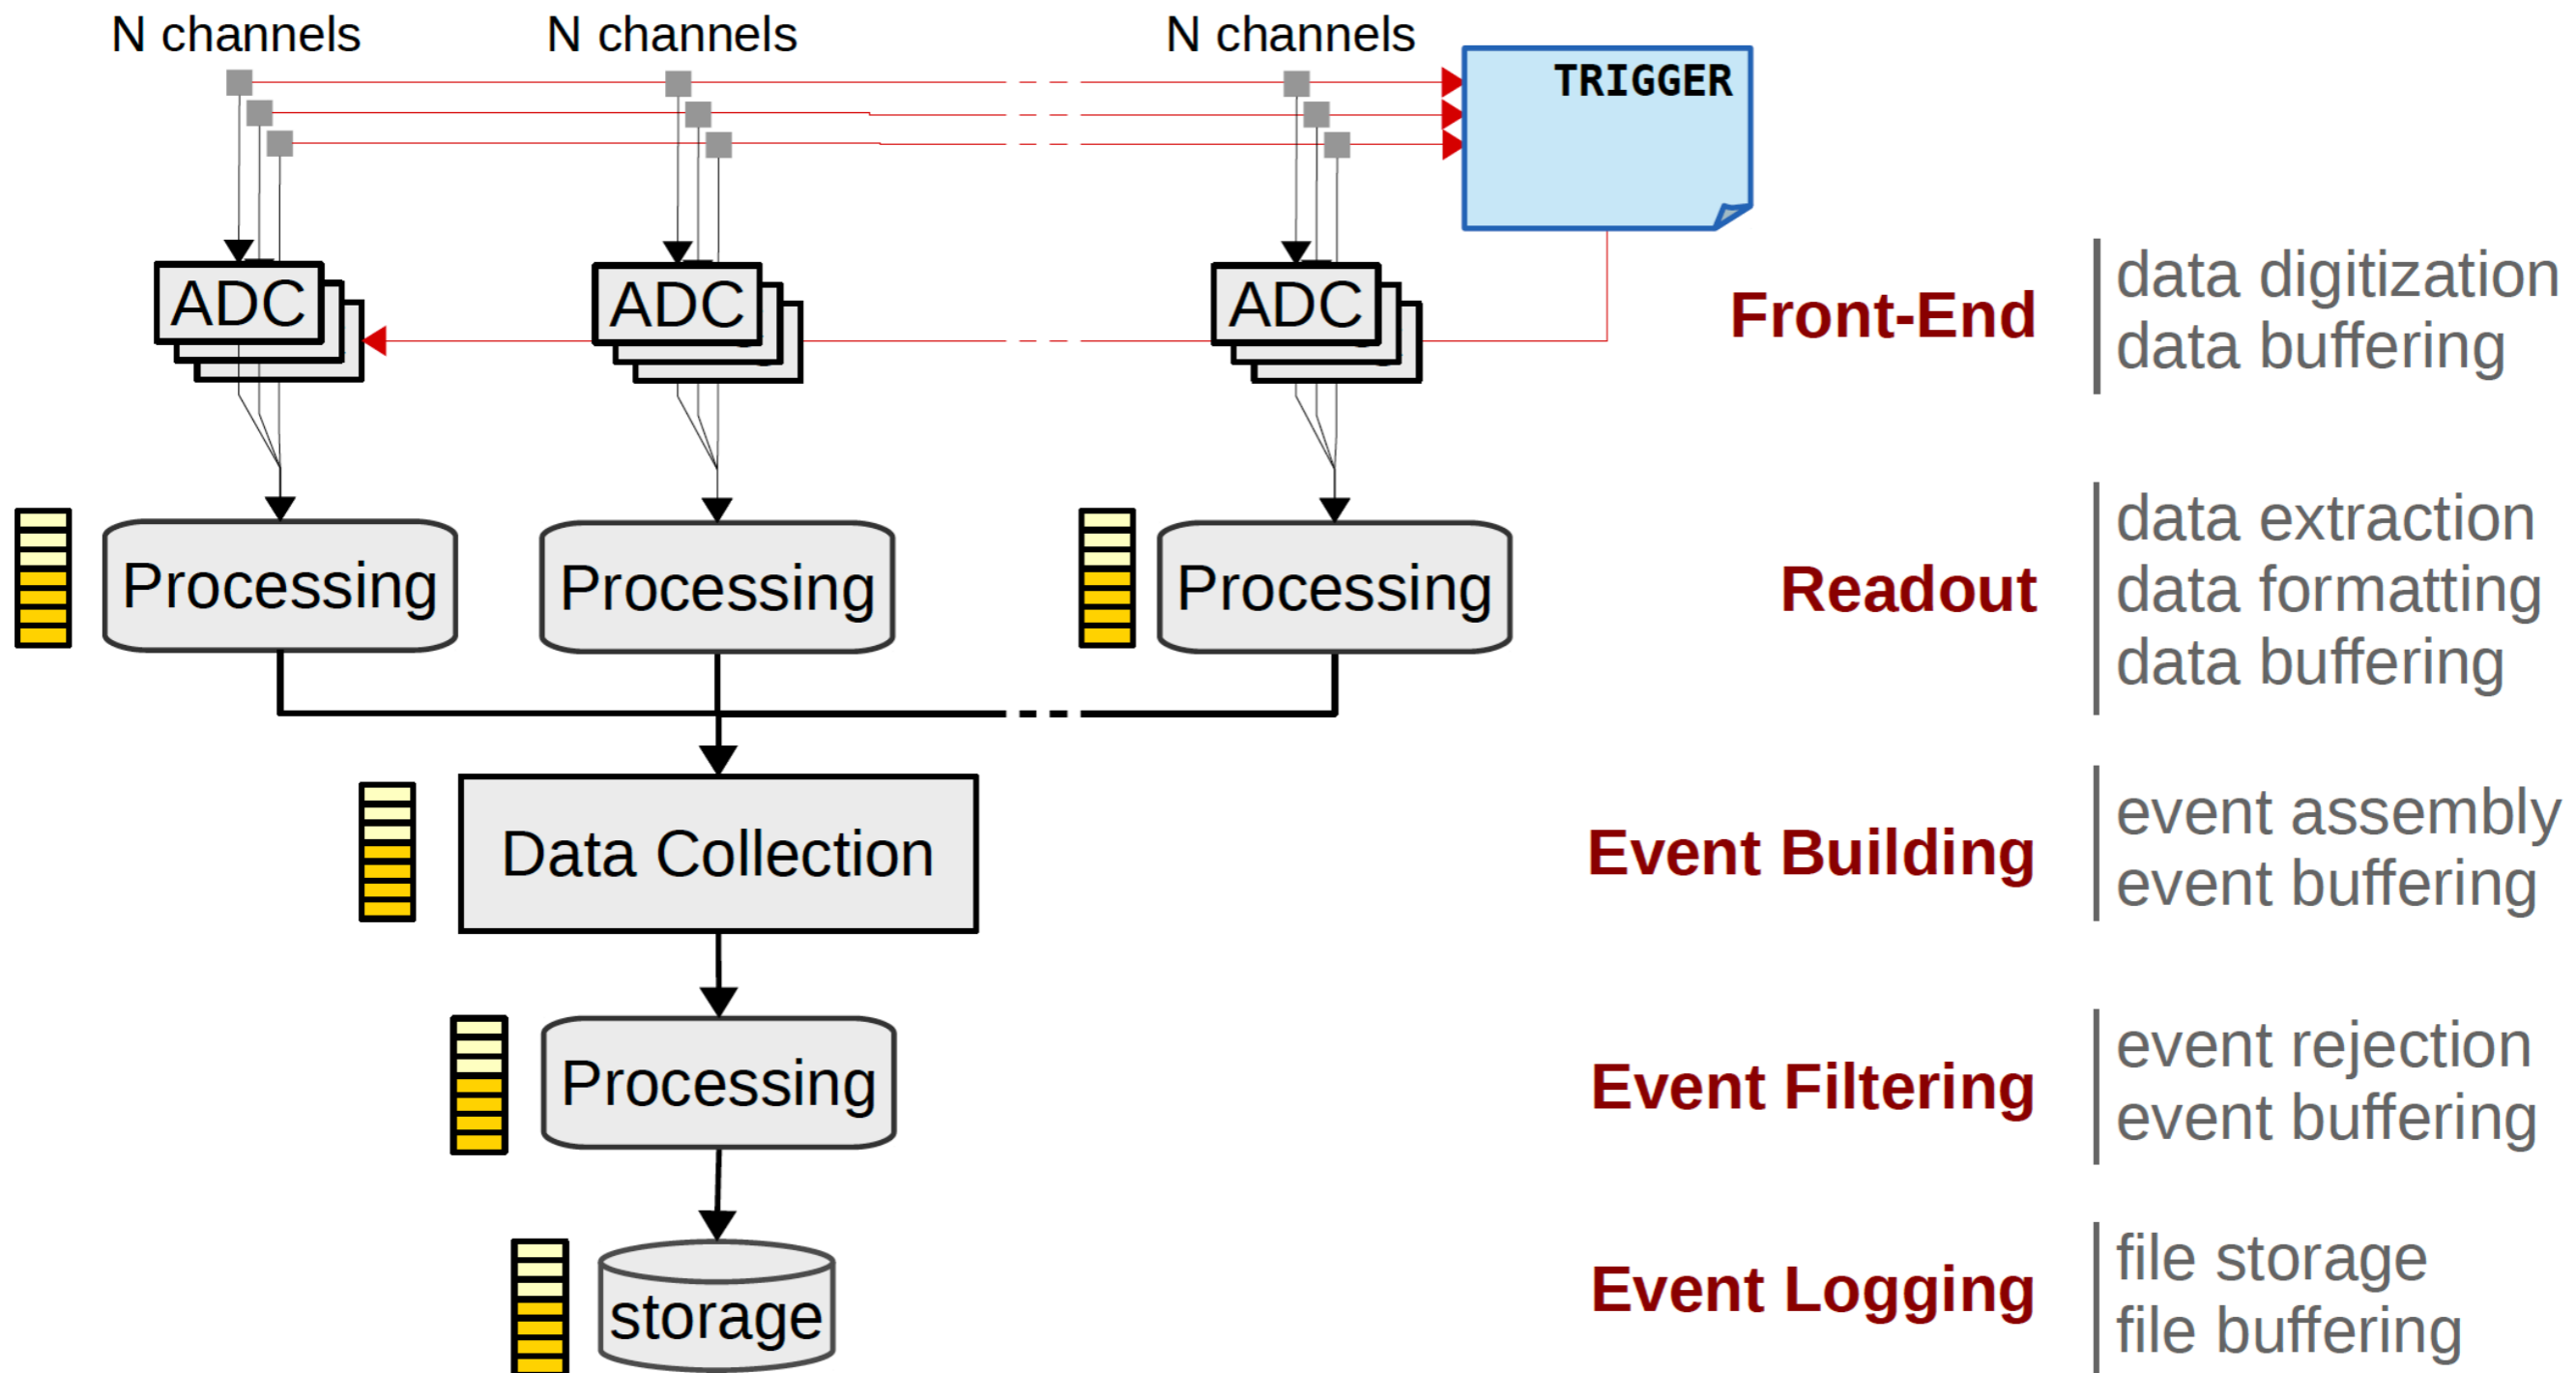 N channels
N channels
N channels
TRIGGER
ADC
ADC
ADC
Front-End
data digitization
data buffering
Processing
Processing
Processing
Readout
data extraction
data formatting
data buffering
Data Collection
Event Building
event assembly
event buffering
Processing
Event Filtering
event rejection
event buffering
storage
Event Logging
file storage
file buffering